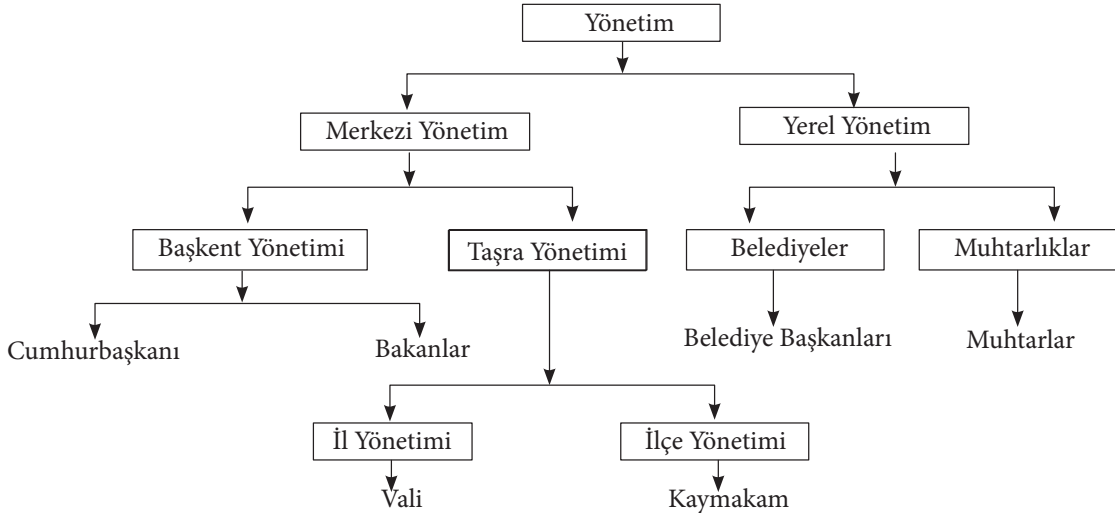 Yönetim
Merkezi Yönetim
Yerel Yönetim
Başkent Yönetimi
Taşra Yönetimi
Belediyeler
Muhtarlıklar
Cumhurbaşkanı
Bakanlar
Belediye Başkanları
Muhtarlar
İl Yönetimi
İlçe Yönetimi
Vali
Kaymakam